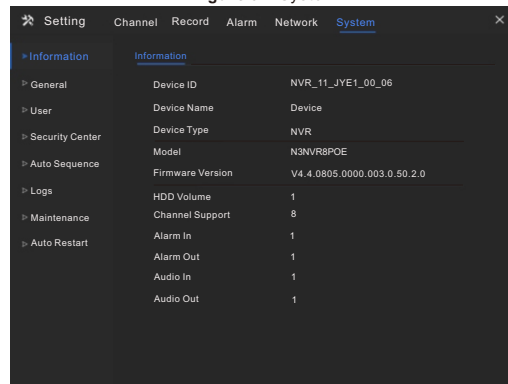 Setting Channel Record Alarm Network System ×
Information
General
User
Security Center
Auto Sequence
Logs
Maintenance
Auto Restart
Information
Device ID NVR_11_JYE1_00_06
Device Name Device
Device Type NVR
Model N3NVR8POE
Firmware Version V4.4.0805.0000.003.0.50.2.0
HDD Volume 1
Channel Support 8
Alarm In 1
Alarm Out 1
Audio In 1
Audio Out 1